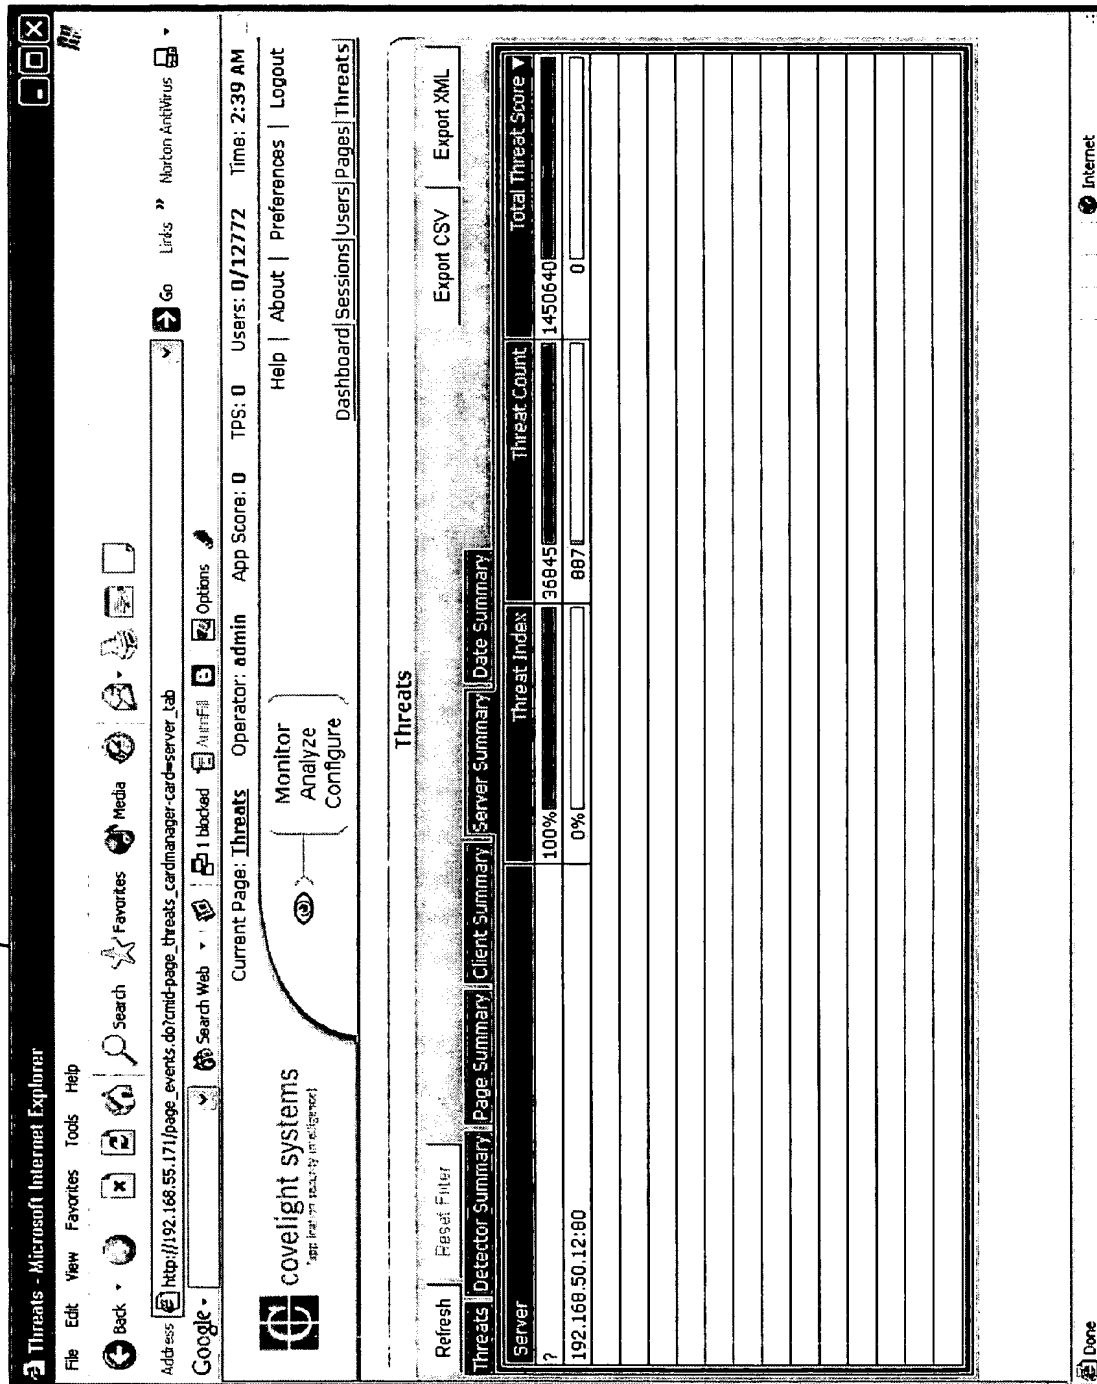 Threats - Microsoft Internet Explorer
File Edit View Favorites Tools Help
Back Search Favorites Media
Address http://192.168.55.171/page_events.do?cmid-page_threats_cardmanager-card=server_tab Go Links » Norton AntiVirus
Google Search Web 1 blocked AutoFill Options
Current Page: Threats Operator: admin App Score: 0 TPS: 0 Users: 0/12772 Time: 2:39 AM
covelight systems
Monitor
Analyze
Configure
Help | About | Preferences | Logout
Dashboard Sessions Users Pages Threats
Threats
Refresh Reset Filter Export CSV Export XML
Threats Detector Summary Page Summary Client Summary Server Summary Date Summary
Server Threat Index Threat Count Total Threat Score ▼
? 100% 36845 1450640
192.168.50.12:80 0% 887 0
Done Internet